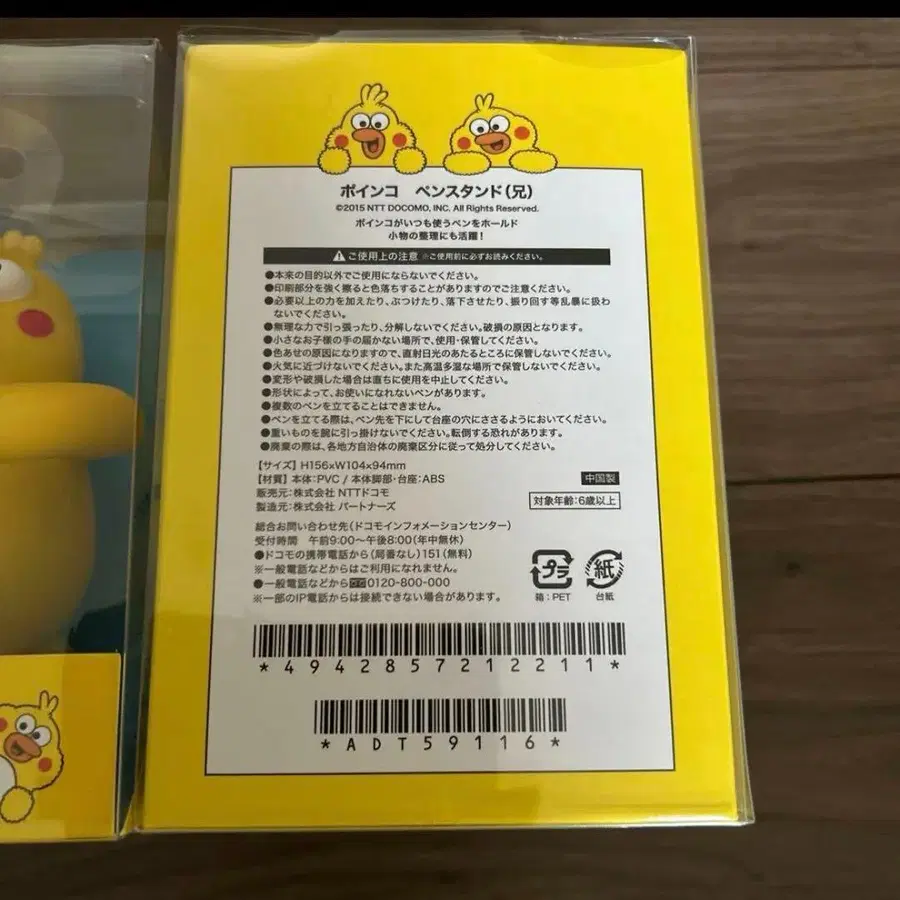 ポインコ ペンスタンド(兄)
©2015 NTT DOCOMO, INC. All Rights Reserved.
ポインコがいつも使うペンをホールド
小物の整理にも活躍!
ご使用上の注意 ※ご使用前に必ずお読みください。
●本来の目的以外でご使用にならないでください。
●印刷部分を強く擦ると色落ちすることがありますのでご注意ください。
●必要以上の力を加えたり、ぶつけたり、落下させたり、振り回す等乱暴に扱わ
ないでください。
●無理な力で引っ張ったり、分解しないでください。破損の原因となります。
●小さなお子様の手の届かない場所で、使用・保管してください。
●色あせの原因になりますので、直射日光のあたるところに保管しないでください。
●火気に近づけないでください。また高温多湿な場所で保管しないでください。
●変形や破損した場合は直ちに使用を中止してください。
●形状によって、お使いになれないペンがあります。
●複数のペンを立てることはできません。
●ペンを立てる際は、ペン先を下にして台座の穴にささるようにおいてください。
●重いものを腕に引っ掛けないでください。転倒する恐れがあります。
●廃棄の際は、各地方自治体の廃棄区分に従って処分してください。
【サイズ】 H156×W104×94mm
【材質】 本体:PVC / 本体脚部・台座:ABS
中国製
販売元:株式会社 NTTドコモ
対象年齢:6歳以上
製造元:株式会社 パートナーズ
総合お問い合わせ先(ドコモインフォメーションセンター)
受付時間 午前9:00〜午後8:00(年中無休)
●ドコモの携帯電話から(局番なし)151(無料)
※一般電話などからはご利用になれません。
●一般電話などから 0120-800-000
※一部のIP電話からは接続できない場合があります。
プラ
紙
箱:PET
台紙
*4942857212211*
*ADT59116*